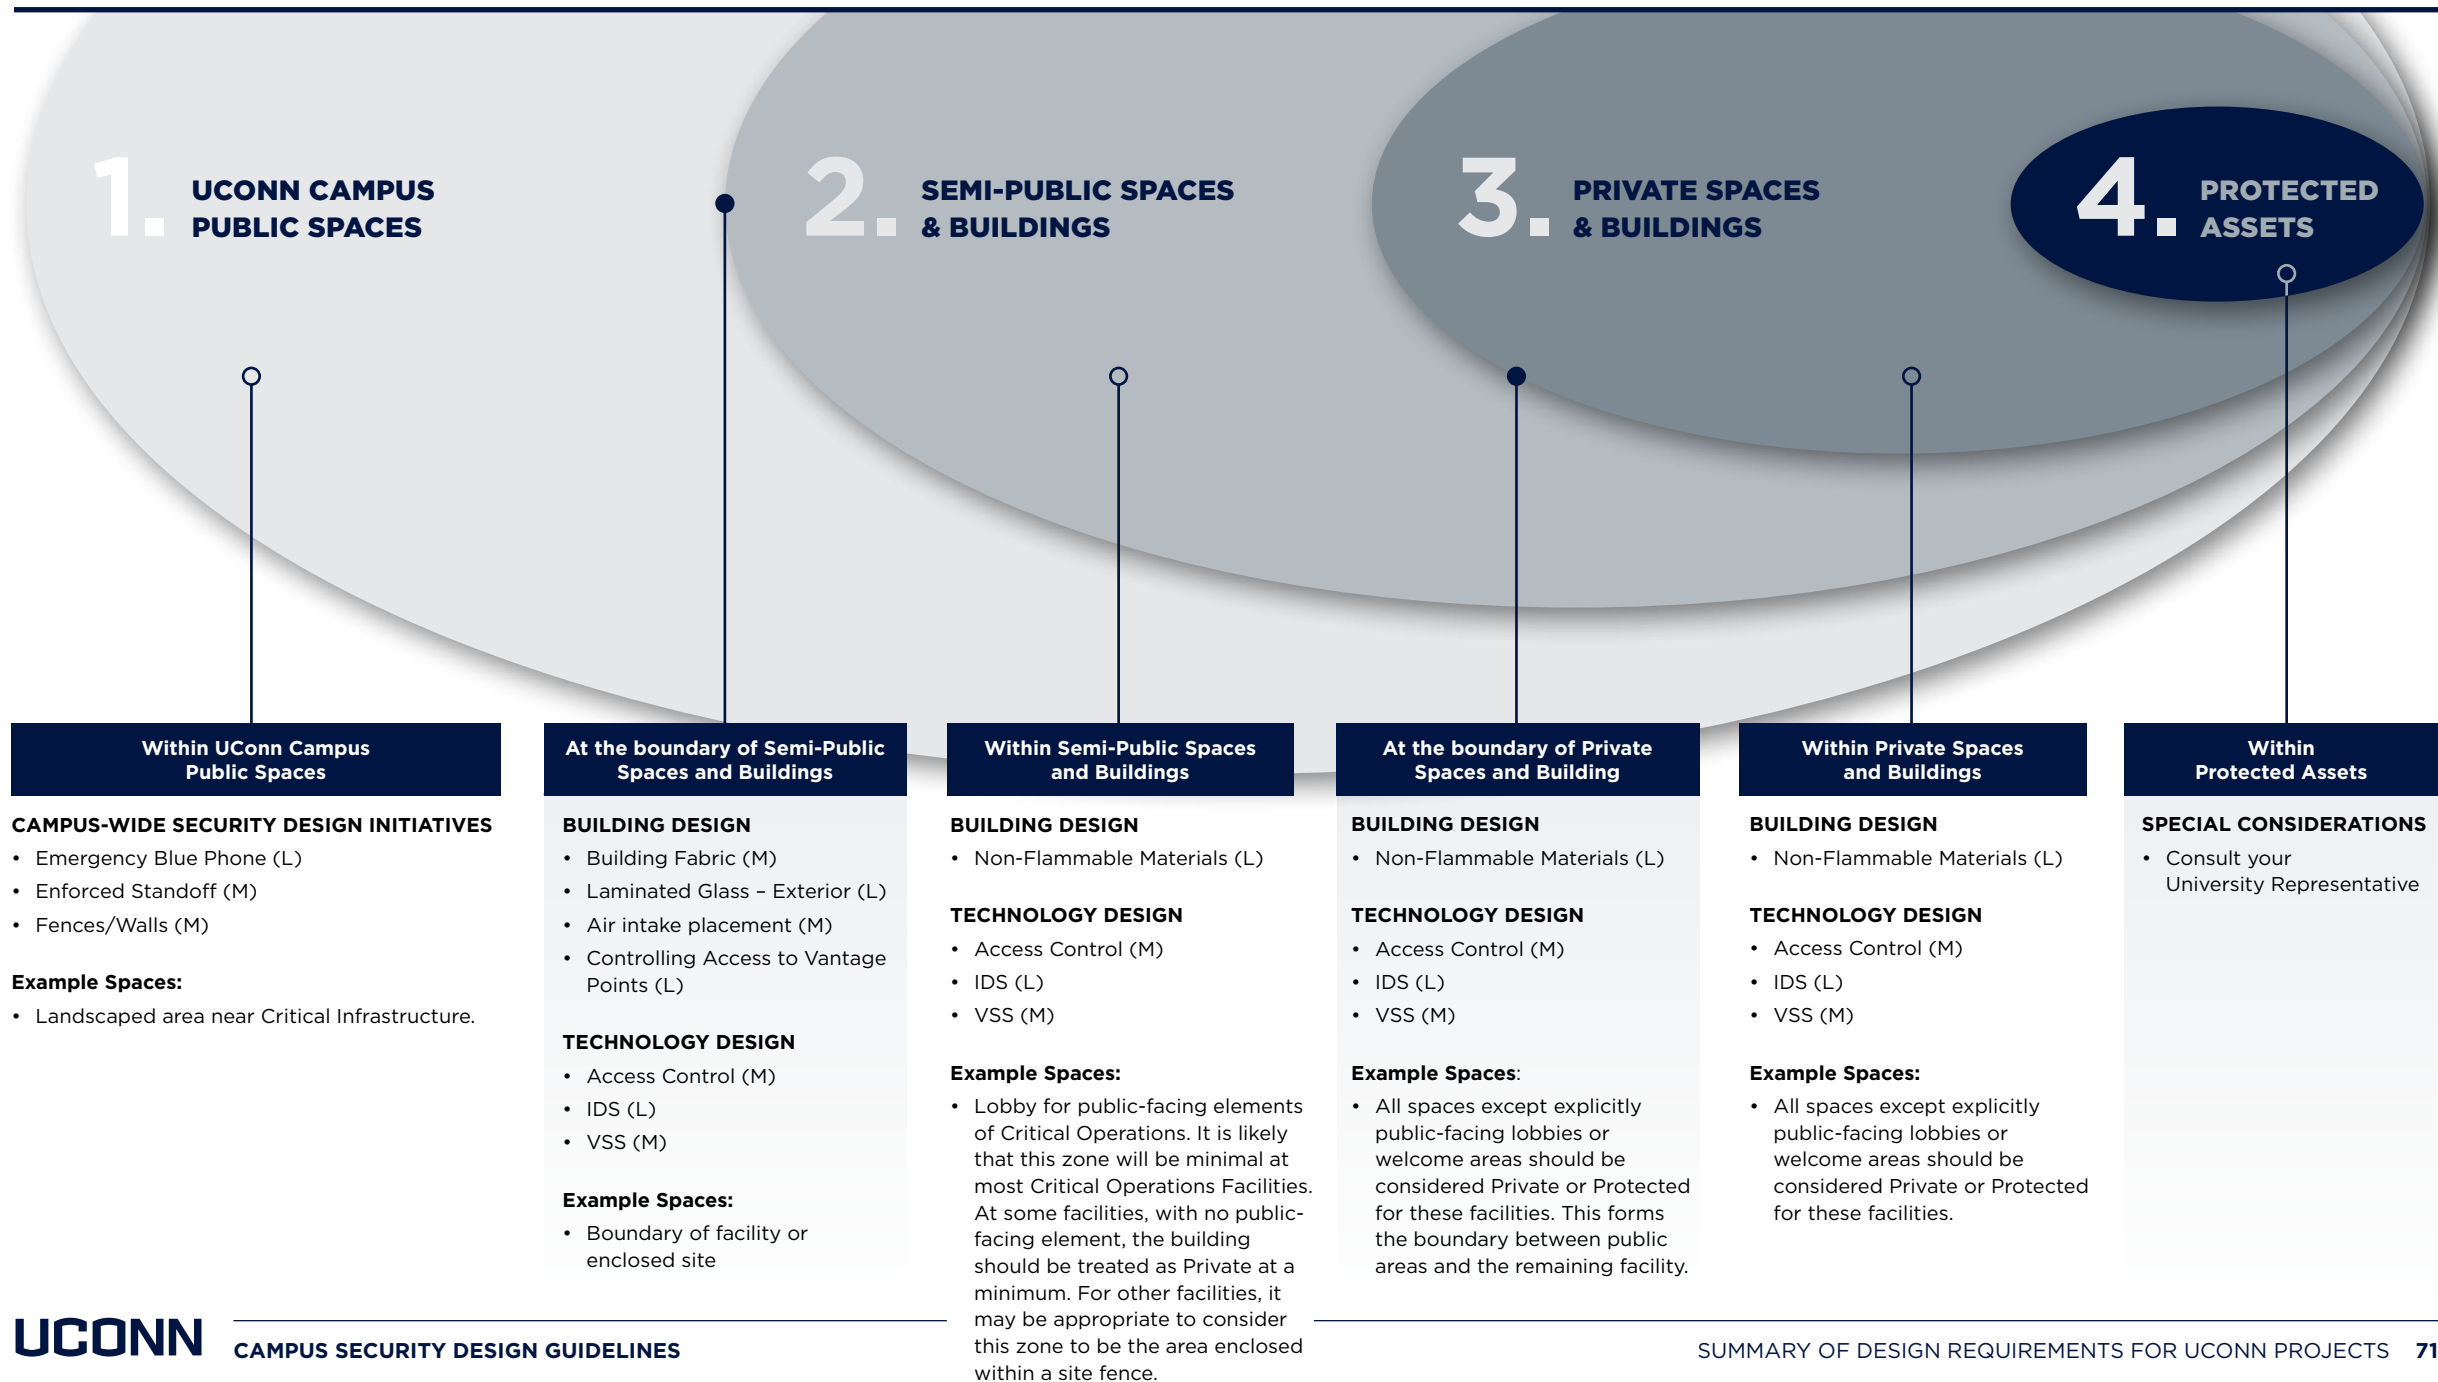 1. UCONN CAMPUS
PUBLIC SPACES
2. SEMI-PUBLIC SPACES
& BUILDINGS
3. PRIVATE SPACES
& BUILDINGS
4. PROTECTED
ASSETS
Within UConn Campus
Public Spaces
CAMPUS-WIDE SECURITY DESIGN INITIATIVES
• Emergency Blue Phone (L)
• Enforced Standoff (M)
• Fences/Walls (M)
Example Spaces:
• Landscaped area near Critical Infrastructure.
At the boundary of Semi-Public
Spaces and Buildings
BUILDING DESIGN
• Building Fabric (M)
• Laminated Glass – Exterior (L)
• Air intake placement (M)
• Controlling Access to Vantage
Points (L)
TECHNOLOGY DESIGN
• Access Control (M)
• IDS (L)
• VSS (M)
Example Spaces:
• Boundary of facility or
enclosed site
Within Semi-Public Spaces
and Buildings
BUILDING DESIGN
• Non-Flammable Materials (L)
TECHNOLOGY DESIGN
• Access Control (M)
• IDS (L)
• VSS (M)
Example Spaces:
• Lobby for public-facing elements
of Critical Operations. It is likely
that this zone will be minimal at
most Critical Operations Facilities.
At some facilities, with no public-
facing element, the building
should be treated as Private at a
minimum. For other facilities, it
may be appropriate to consider
this zone to be the area enclosed
within a site fence.
At the boundary of Private
Spaces and Building
BUILDING DESIGN
• Non-Flammable Materials (L)
TECHNOLOGY DESIGN
• Access Control (M)
• IDS (L)
• VSS (M)
Example Spaces:
• All spaces except explicitly
public-facing lobbies or
welcome areas should be
considered Private or Protected
for these facilities. This forms
the boundary between public
areas and the remaining facility.
Within Private Spaces
and Buildings
BUILDING DESIGN
• Non-Flammable Materials (L)
TECHNOLOGY DESIGN
• Access Control (M)
• IDS (L)
• VSS (M)
Example Spaces:
• All spaces except explicitly
public-facing lobbies or
welcome areas should be
considered Private or Protected
for these facilities.
Within
Protected Assets
SPECIAL CONSIDERATIONS
• Consult your
University Representative
UCONN CAMPUS SECURITY DESIGN GUIDELINES
SUMMARY OF DESIGN REQUIREMENTS FOR UCONN PROJECTS 71